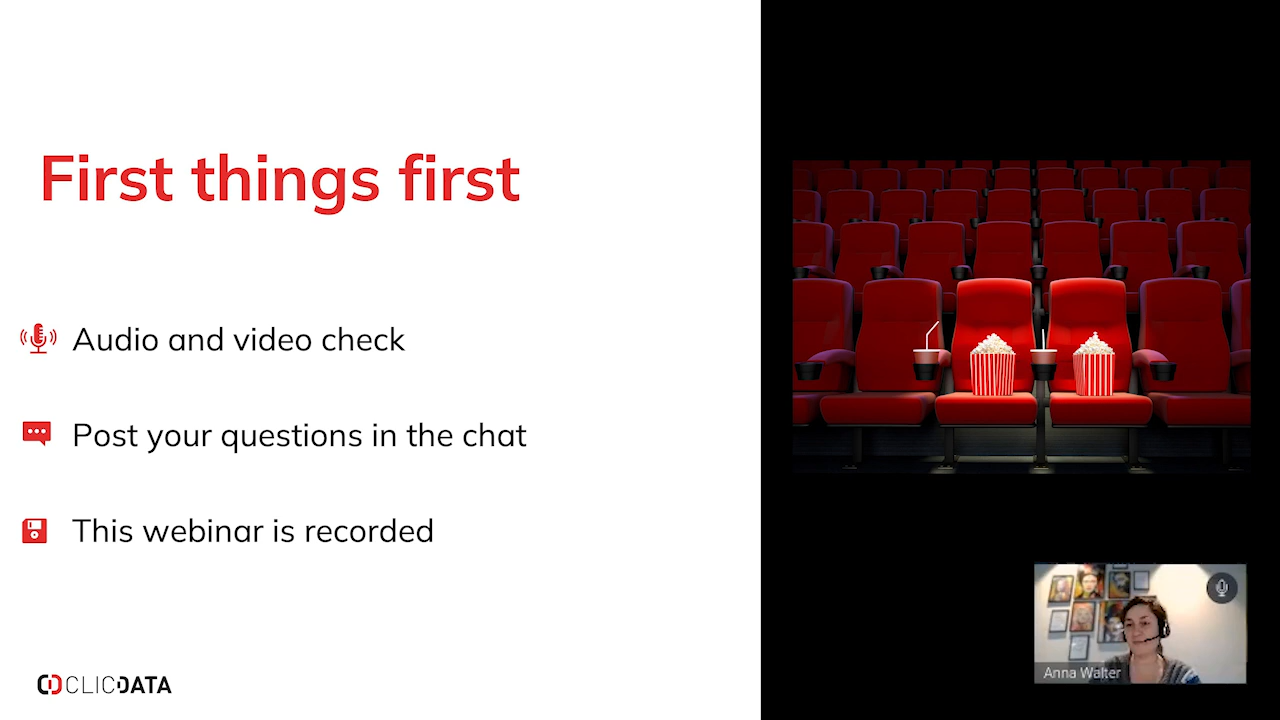 First things first
Audio and video check
Post your questions in the chat
This webinar is recorded
CLICDATA
Anna Walter